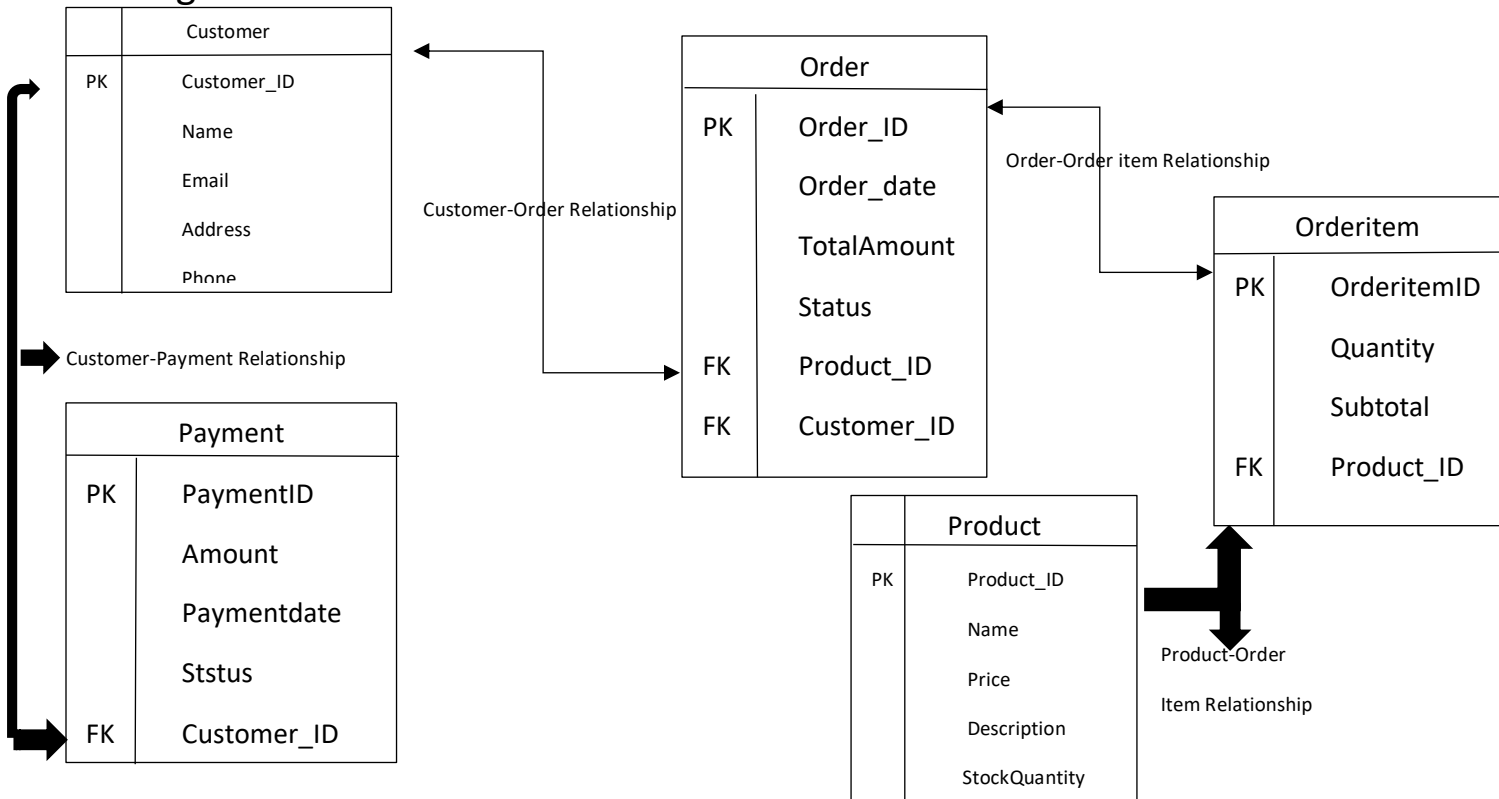 Customer
PK Customer_ID
Name
Email
Address
Phone
Customer-Payment Relationship
Payment
PK PaymentID
Amount
Paymentdate
Ststus
FK Customer_ID
Customer-Order Relationship
Order
PK Order_ID
Order_date
TotalAmount
Status
FK Product_ID
FK Customer_ID
Order-Order item Relationship
Orderitem
PK OrderitemID
Quantity
Subtotal
FK Product_ID
Product
PK Product_ID
Name
Price
Description
StockQuantity
Product-Order
Item Relationship